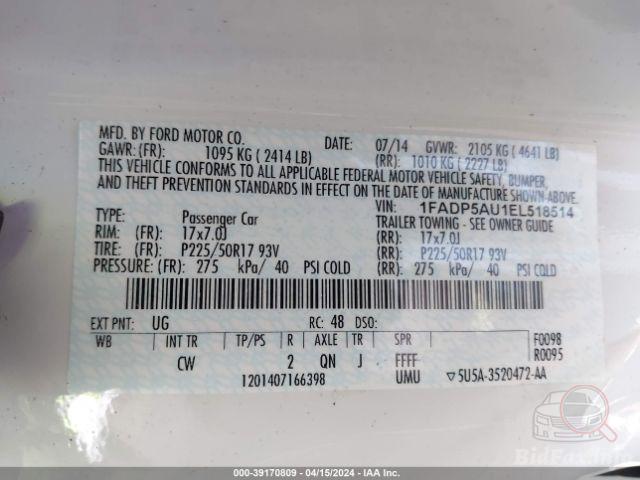 MFD. BY FORD MOTOR CO. DATE: 07/14 GVWR: 2105 KG ( 4641 LB)
GAWR: (FR): 1095 KG ( 2414 LB) (RR): 1010 KG ( 2227 LB)
THIS VEHICLE CONFORMS TO ALL APPLICABLE FEDERAL MOTOR VEHICLE SAFETY, BUMPER,
AND THEFT PREVENTION STANDARDS IN EFFECT ON THE DATE OF MANUFACTURE SHOWN ABOVE.
VIN: 1FADP5AU1EL518514
TYPE: Passenger Car TRAILER TOWING - SEE OWNER GUIDE
RIM: (FR): 17x7.0J (RR): 17x7.0J
TIRE: (FR): P225/50R17 93V (RR): P225/50R17 93V
PRESSURE: (FR): 275 kPa/ 40 PSI COLD (RR): 275 kPa/ 40 PSI COLD
EXT PNT: UG RC: 48 DSO:
WB INT TR TP/PS R AXLE TR SPR F0098
CW 2 QN J FFFF R0095
1201407166398 UMU ▽5U5A-3520472-AA
BidFax.info
000-39170809 - 04/15/2024 - IAA Inc.